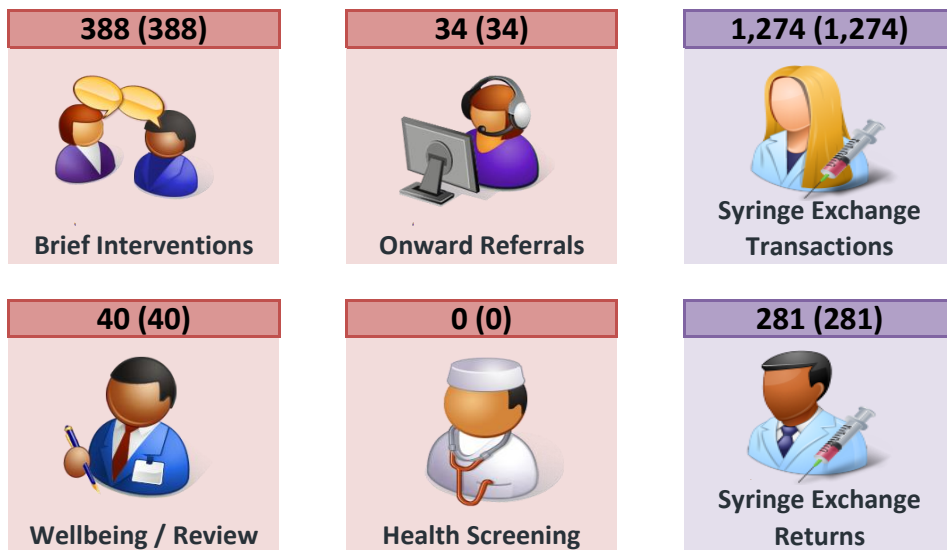 388 (388)
34 (34)
1,274 (1,274)
Brief Interventions
Onward Referrals
Syringe Exchange
Transactions
40 (40)
0 (0)
281 (281)
Wellbeing / Review
Health Screening
Syringe Exchange
Returns